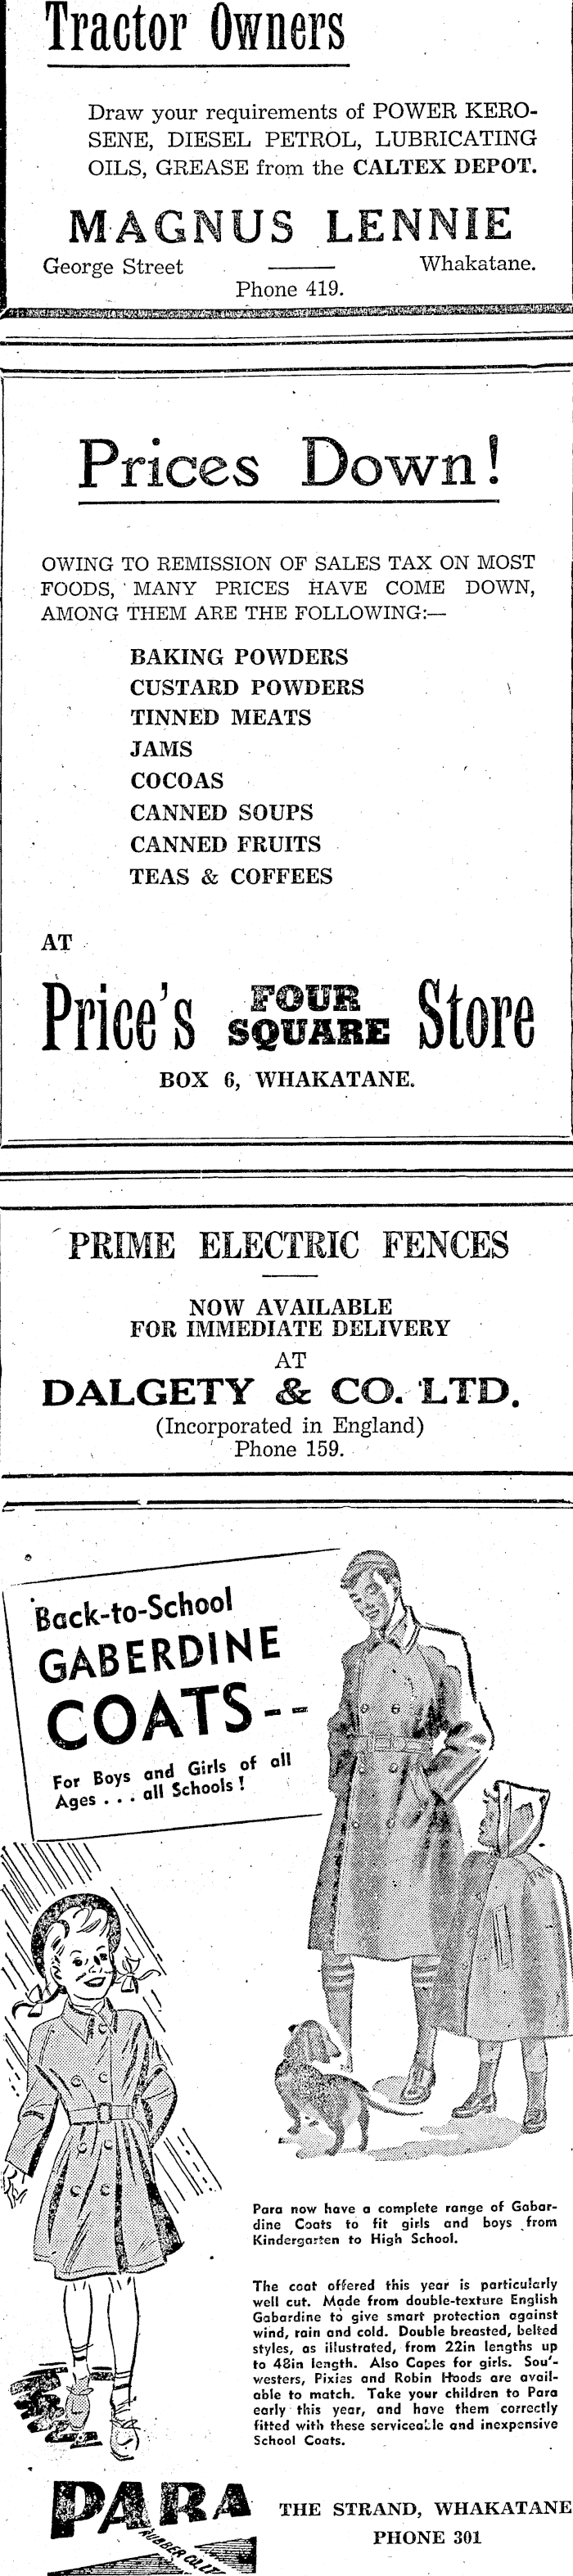 Tractor Owners
Draw your requirements of POWER KERO-
SENE, DIESEL PETROL, LUBRICATING
OILS, GREASE from the CALTEX DEPOT.
MAGNUS LENNIE
George Street Whakatane.
Phone 419.
Prices Down!
OWING TO REMISSION OF SALES TAX ON MOST
FOODS, MANY PRICES HAVE COME DOWN,
AMONG THEM ARE THE FOLLOWING:—
BAKING POWDERS
CUSTARD POWDERS
TINNED MEATS
JAMS
COCOAS
CANNED SOUPS
CANNED FRUITS
TEAS & COFFEES
AT
Price's FOUR SQUARE Store
BOX 6, WHAKATANE.
PRIME ELECTRIC FENCES
NOW AVAILABLE
FOR IMMEDIATE DELIVERY
AT
DALGETY & CO. LTD.
(Incorporated in England)
Phone 159.
Back-to-School
GABERDINE
COATS--
For Boys and Girls of all
Ages . . . all Schools !
Para now have a complete range of Gabar-
dine Coats to fit girls and boys from
Kindergarten to High School.
The coat offered this year is particularly
well cut. Made from double-texture English
Gabardine to give smart protection against
wind, rain and cold. Double breasted, belted
styles, as illustrated, from 22in lengths up
to 48in length. Also Capes for girls. Sou'-
westers, Pixies and Robin Hoods are avail-
able to match. Take your children to Para
early this year, and have them correctly
fitted with these serviceable and inexpensive
School Coats.
PARA
RUBBER CO. LTD.
THE STRAND, WHAKATANE
PHONE 301